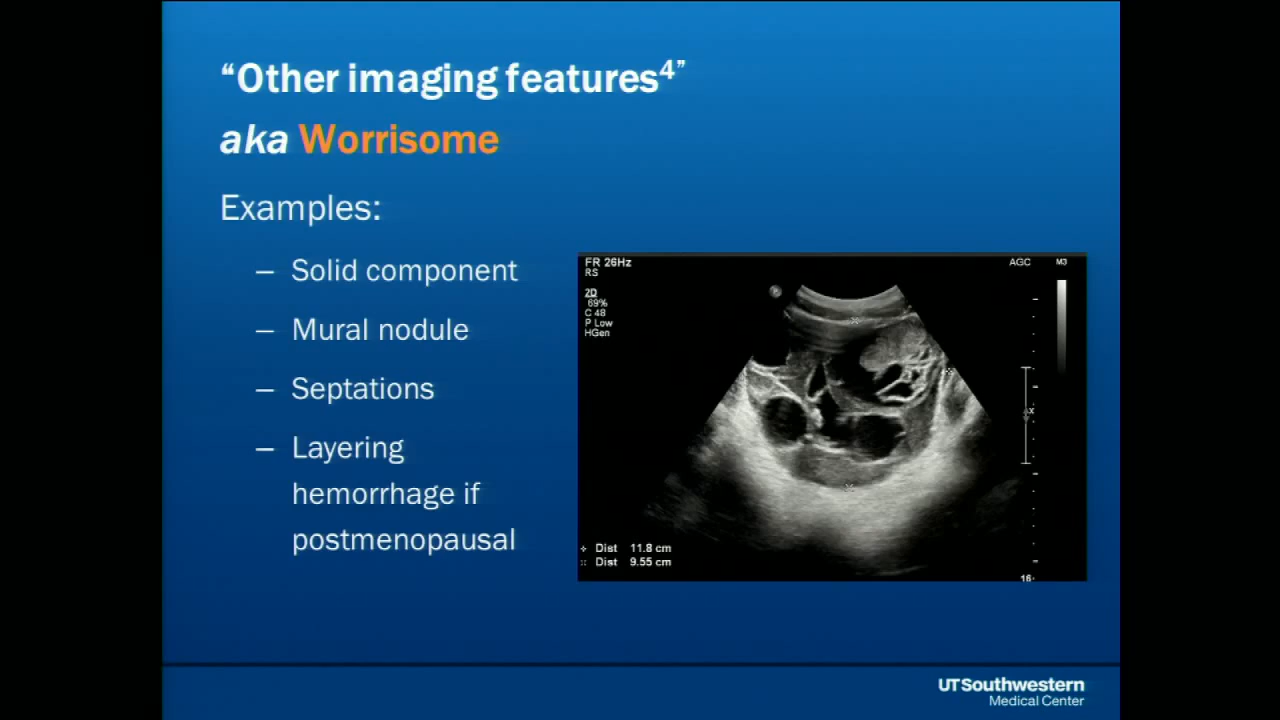 “Other imaging features4”
aka Worrisome
Examples:
– Solid component
– Mural nodule
– Septations
– Layering
hemorrhage if
postmenopausal
FR 26Hz
RS
2D
69%
C 48
P Low
HGen
AGC
M3
x
Dist 11.8 cm
Dist 9.55 cm
16
UTSouthwestern
Medical Center